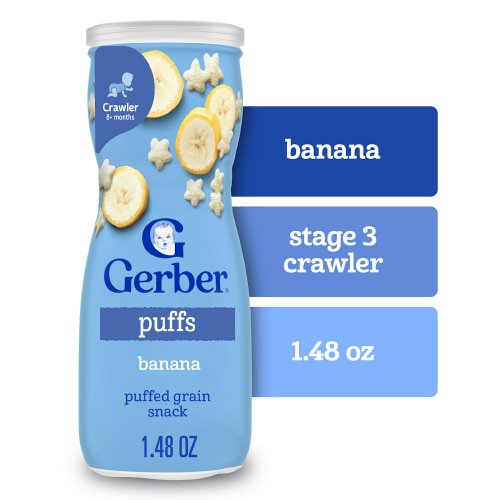 Crawler
8+ months
G
Gerber®
puffs
banana
puffed grain
snack
1.48 OZ
banana
stage 3
crawler
1.48 oz